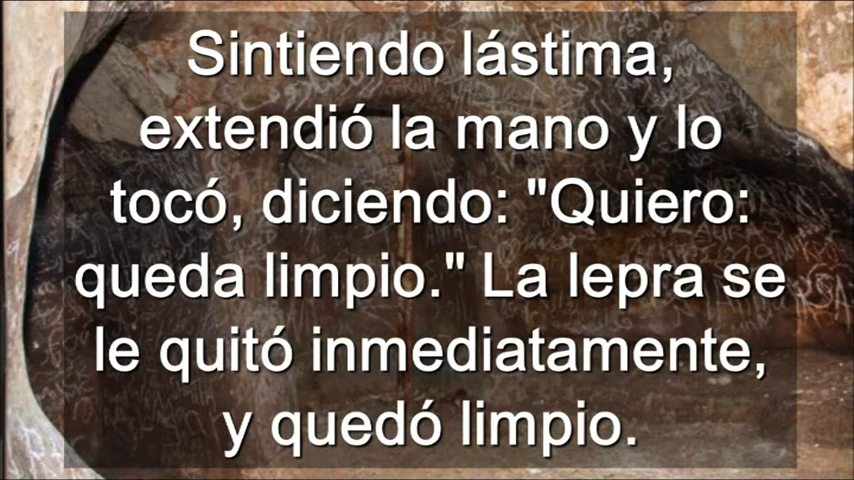 Sintiendo lástima,
extendió la mano y lo
tocó, diciendo: "Quiero:
queda limpio." La lepra se
le quitó inmediatamente,
y quedó limpio.